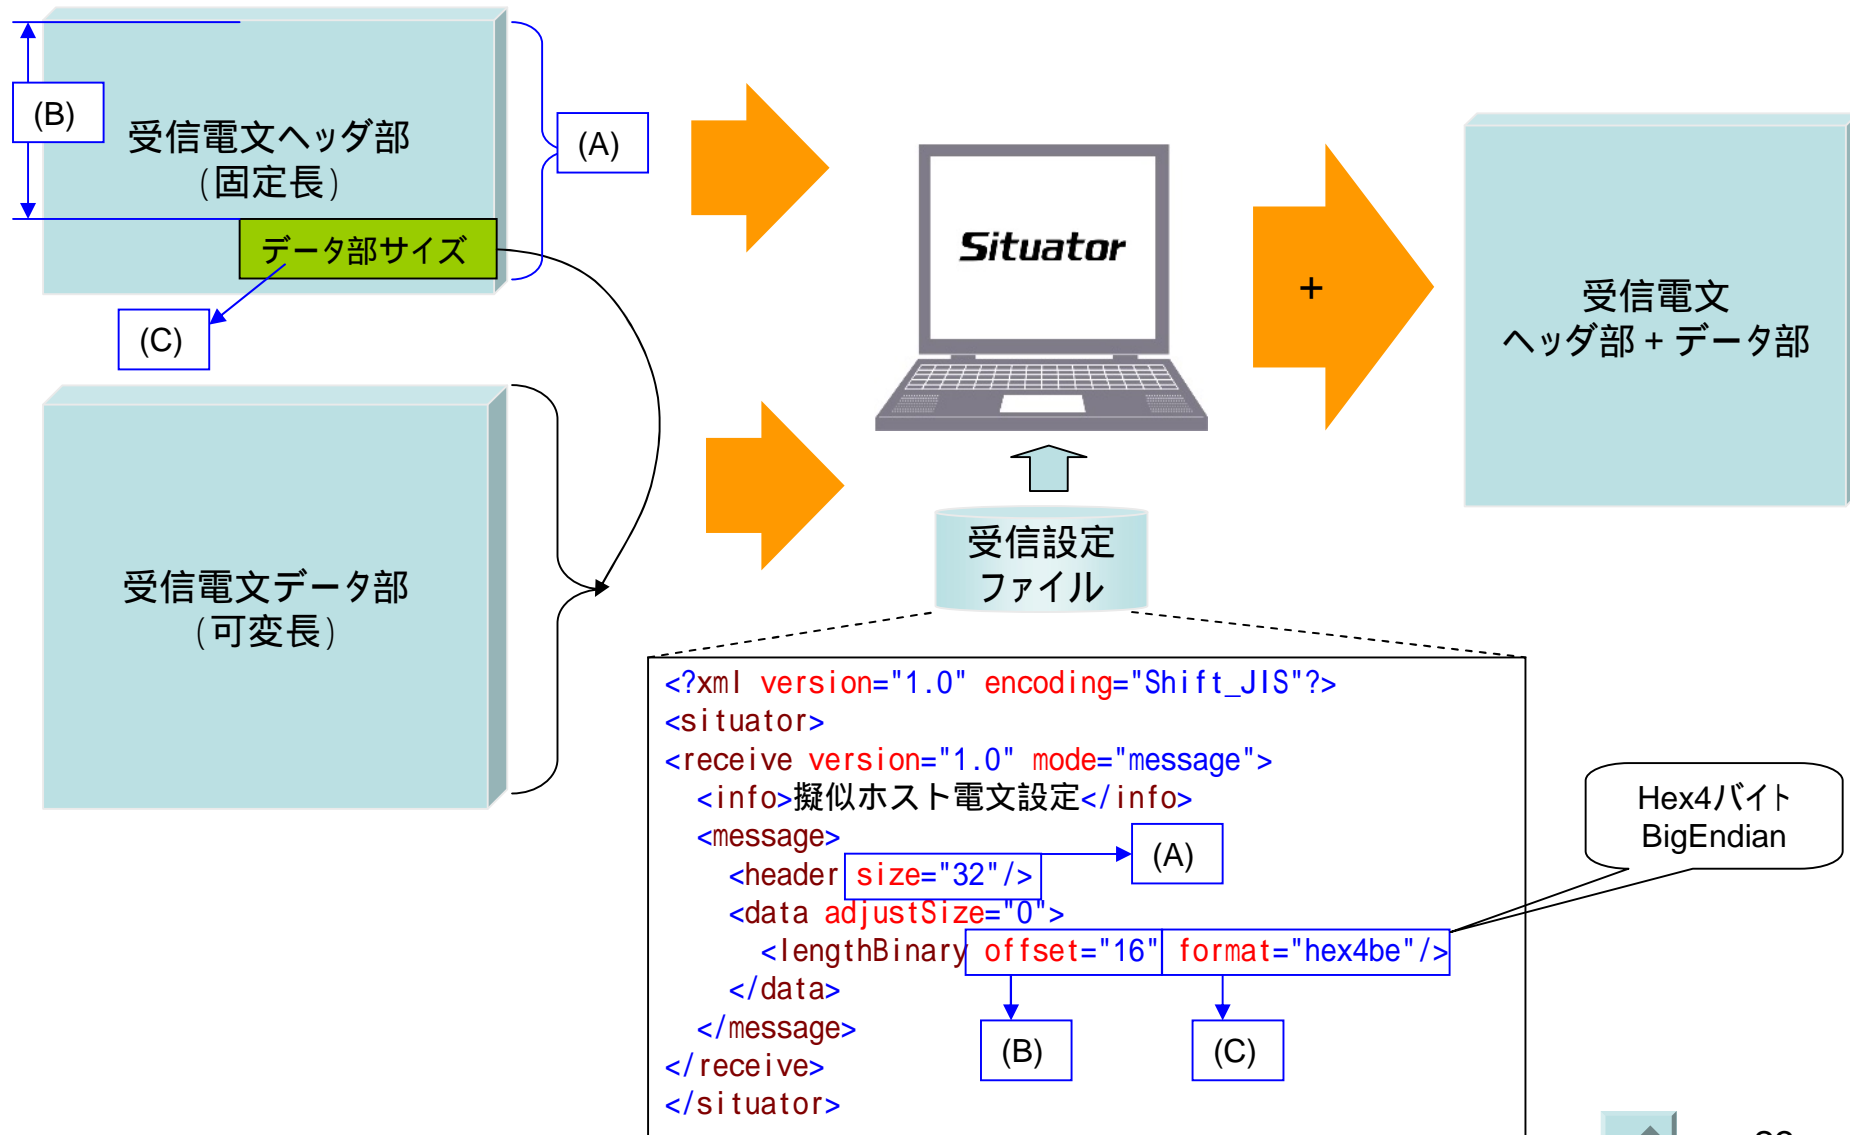 (B)
受信電文ヘッダ部
(固定長)
(A)
データ部サイズ
(C)
受信電文データ部
(可変長)
Situator
+
受信電文
ヘッダ部 + データ部
受信設定
ファイル
<?xml version="1.0" encoding="Shift_JIS"?>
<situator>
<receive version="1.0" mode="message">
<info>擬似ホスト電文設定</info>
<message>
<header size="32"/>
(A)
<data adjustSize="0">
<lengthBinary offset="16" format="hex4be"/>
</data>
</message>
(B)
(C)
</receive>
</situator>
Hex4バイト
BigEndian